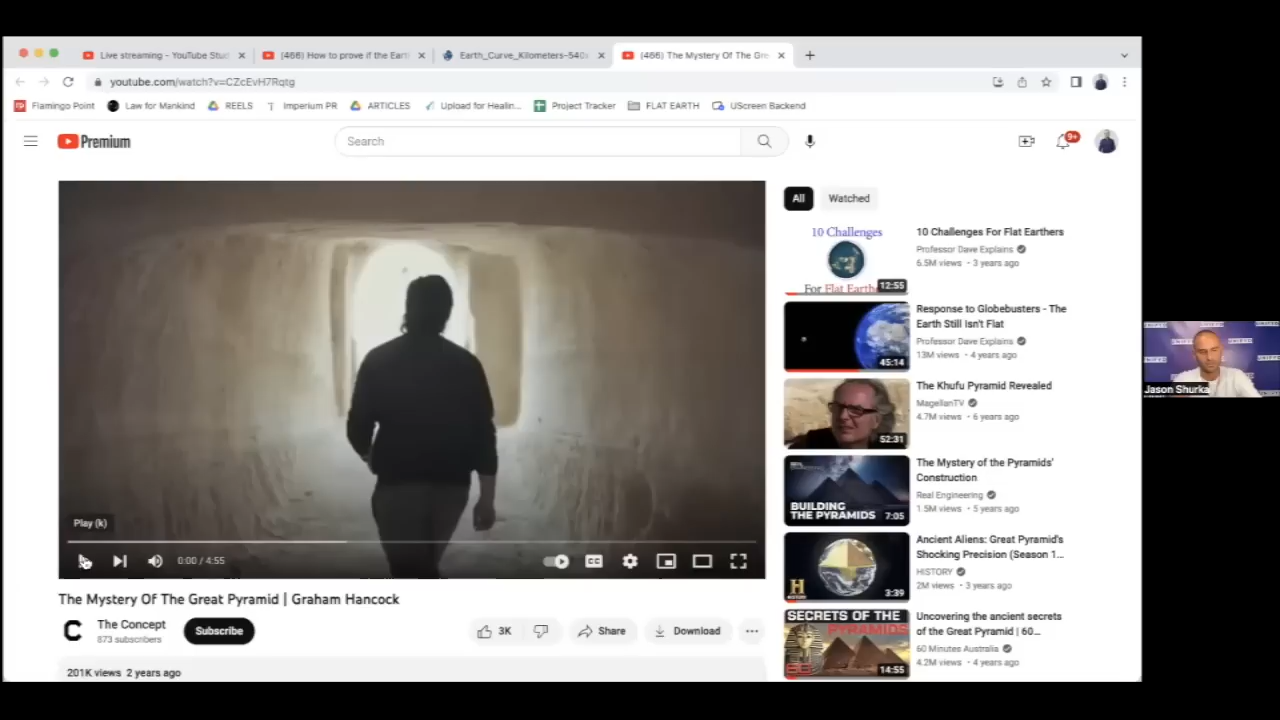 Live streaming - YouTube Stud
(466) How to prove if the Eart
Earth_Curve_Kilometers-540x
(466) The Mystery Of The Gre
youtube.com/watch?v=CZcEvH7Rqtg
Flamingo Point
Law for Mankind
REELS
Imperium PR
ARTICLES
Upload for Healin...
Project Tracker
FLAT EARTH
UScreen Backend
Premium
Search
9+
All
Watched
10 Challenges
For Flat Earthe
12:55
10 Challenges For Flat Earthers
Professor Dave Explains
6.5M views • 3 years ago
45:14
Response to Globebusters - The
Earth Still Isn't Flat
Professor Dave Explains
13M views • 4 years ago
52:31
The Khufu Pyramid Revealed
MagellanTV
4.7M views • 6 years ago
BUILDING
THE PYRAMIDS
7:05
The Mystery of the Pyramids'
Construction
Real Engineering
1.5M views • 5 years ago
H
3:39
Ancient Aliens: Great Pyramid's
Shocking Precision (Season 1...
HISTORY
2M views • 3 years ago
SECRETS OF THE
PYRAMIDS
14:55
Uncovering the ancient secrets
of the Great Pyramid | 60...
60 Minutes Australia
4.2M views • 4 years ago
Play (k)
0:00 / 4:55
CC
The Mystery Of The Great Pyramid | Graham Hancock
The Concept
873 subscribers
Subscribe
3K
Share
Download
201K views 2 years ago
Jason Shurka